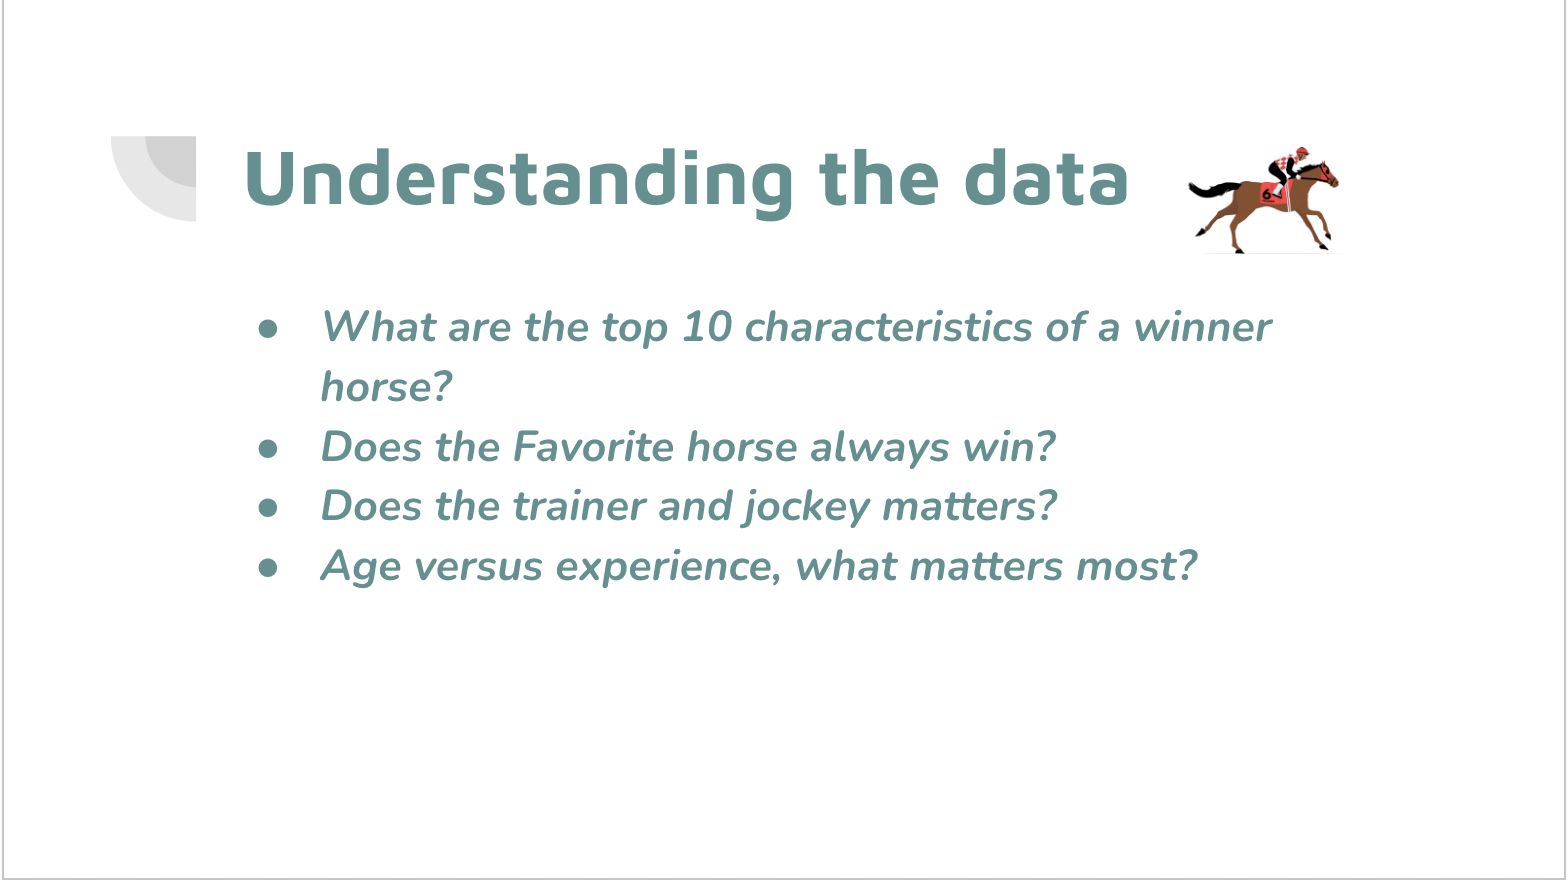 Understanding the data
6
● What are the top 10 characteristics of a winner
horse?
● Does the Favorite horse always win?
● Does the trainer and jockey matters?
● Age versus experience, what matters most?